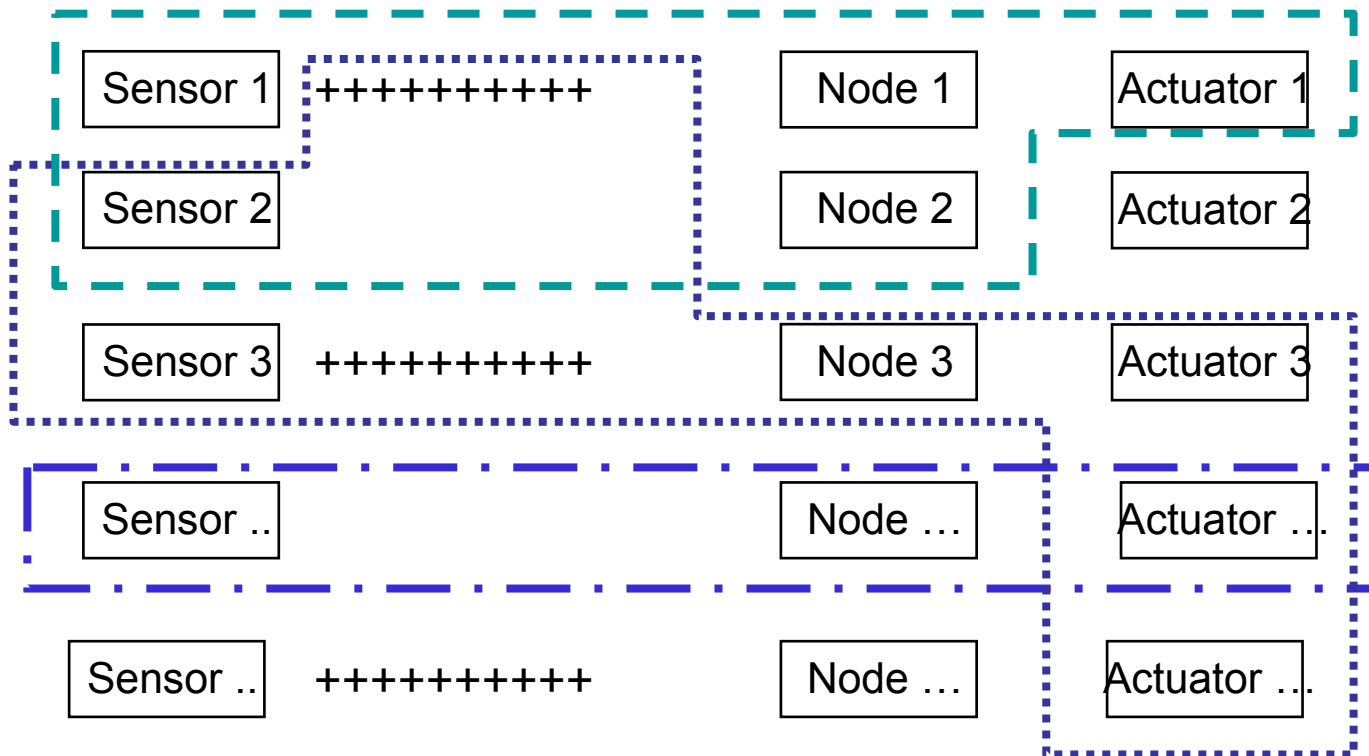 Sensor 1 ++++++++++ Node 1 Actuator 1
Sensor 2 Node 2 Actuator 2
Sensor 3 ++++++++++ Node 3 Actuator 3
Sensor .. Node … Actuator …
Sensor .. ++++++++++ Node … Actuator …